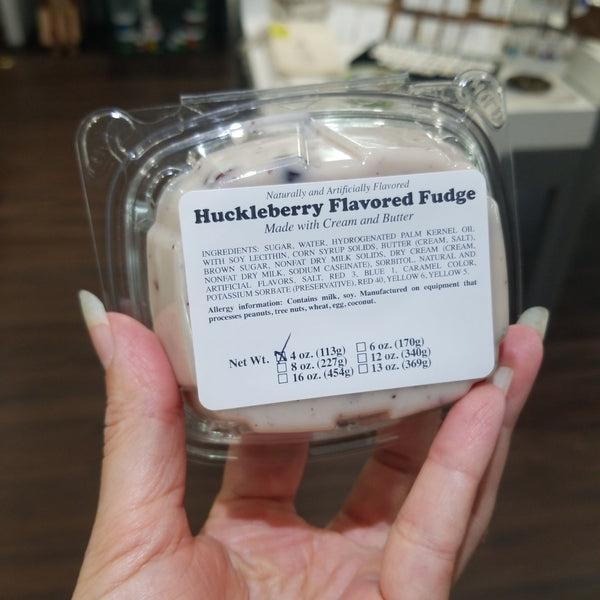 Naturally and Artificially Flavored
Huckleberry Flavored Fudge
Made with Cream and Butter
INGREDIENTS: SUGAR, WATER, HYDROGENATED PALM KERNEL OIL
WITH SOY LECITHIN, CORN SYRUP SOLIDS, BUTTER (CREAM, SALT),
BROWN SUGAR, NONFAT DRY MILK SOLIDS, DRY CREAM (CREAM,
NONFAT DRY MILK, SODIUM CASEINATE), SORBITOL, NATURAL AND
ARTIFICIAL FLAVORS, SALT, RED 3, BLUE 1, CARAMEL COLOR,
POTASSIUM SORBATE (PRESERVATIVE), RED 40, YELLOW 6, YELLOW 5.
Allergy information: Contains milk, soy. Manufactured on equipment that
processes peanuts, tree nuts, wheat, egg, coconut.
Net Wt. 4 oz. (113g) 6 oz. (170g)
8 oz. (227g) 12 oz. (340g)
16 oz. (454g) 13 oz. (369g)